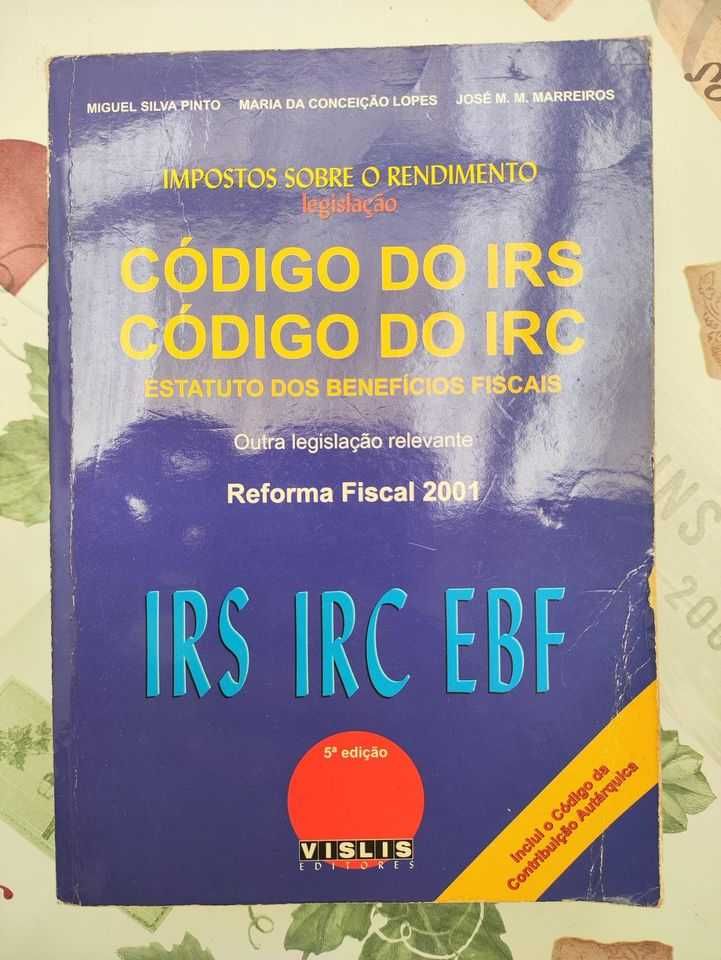 MIGUEL SILVA PINTO MARIA DA CONCEIÇÃO LOPES JOSÉ M. M. MARREIROS
IMPOSTOS SOBRE O RENDIMENTO
legislação
CÓDIGO DO IRS
CÓDIGO DO IRC
ESTATUTO DOS BENEFÍCIOS FISCAIS
Outra legislação relevante
Reforma Fiscal 2001
IRS IRC EBF
5ª edição
VISLIS
EDITORES
Inclui o Código da
Contribuição Autárquica